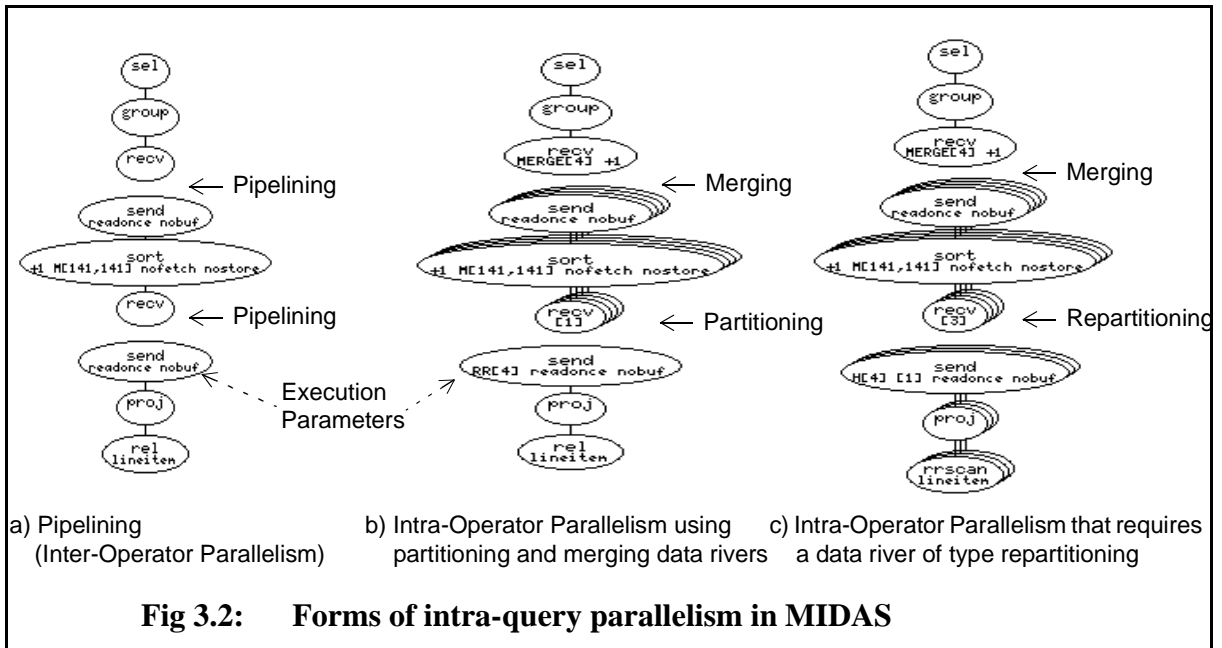 sel
group
recv
Pipelining
send
readonce nobuf
sort
+1 M[141,141] nofetch nostore
recv
Pipelining
send
readonce nobuf
Execution
Parameters
proj
rel
lineitem
a) Pipelining
(Inter-Operator Parallelism)
sel
group
recv
MERGE[4] +1
Merging
send
readonce nobuf
sort
+1 M[141,141] nofetch nostore
recv
[1]
Partitioning
send
RR[4] readonce nobuf
proj
rel
lineitem
b) Intra-Operator Parallelism using
partitioning and merging data rivers
sel
group
recv
MERGE[4] +1
Merging
send
readonce nobuf
sort
+1 M[141,141] nofetch nostore
recv
[3]
Repartitioning
send
H[4] [1] readonce nobuf
proj
rrscan
lineitem
c) Intra-Operator Parallelism that requires
a data river of type repartitioning
Fig 3.2: Forms of intra-query parallelism in MIDAS